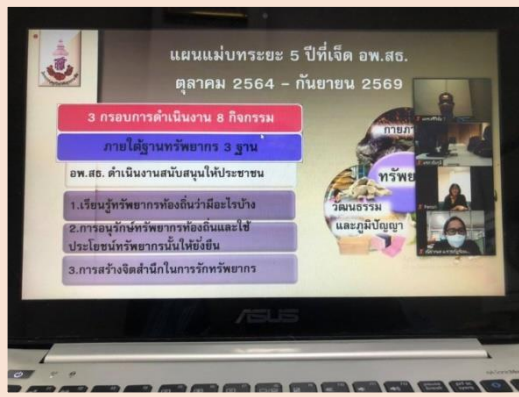 แผนแม่บทระยะ 5 ปีที่เจ็ด อพ.สธ.
ตุลาคม 2564 – กันยายน 2569
3 กรอบการดำเนินงาน 8 กิจกรรม
ภายใต้ฐานทรัพยากร 3 ฐาน
อพ.สธ. ดำเนินงานสนับสนุนให้ประชาชน
1.เรียนรู้ทรัพยากรท้องถิ่นว่ามีอะไรบ้าง
2.การอนุรักษ์ทรัพยากรท้องถิ่นและใช้
ประโยชน์ทรัพยากรนั้นให้ยั่งยืน
3.การสร้างจิตสำนึกในการรักทรัพยากร
กายภา
ทรัพย
วัฒนธรรม
และภูมิปัญญา
ASUS